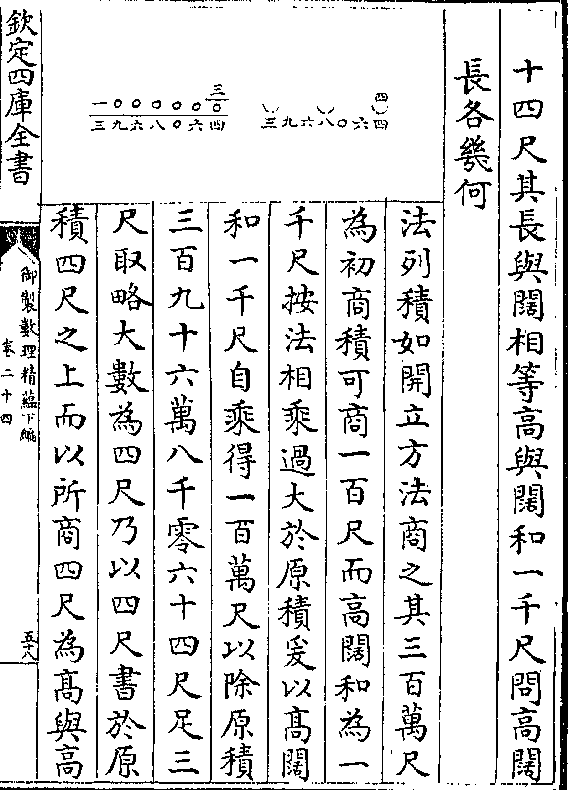 十四尺其長與闊相等高與闊和一千尺問高闊
長各幾何
法列積如開立方法商之其三百萬尺
為初商積可商一百尺而高闊和為一
千尺按法相乘過大於原積爰以髙闊
和一千尺自乘得一百萬尺以除原積
三百九十六萬八千零六十四尺足三
尺取略大數為四尺乃以四尺書於原
積四尺之上而以所商四尺為髙與高
四
三九六八〇六四
三〇
一〇〇〇〇〇
三九六八〇六四
欽定四庫全書
御製數理精蘊下編
卷二十四
五十八